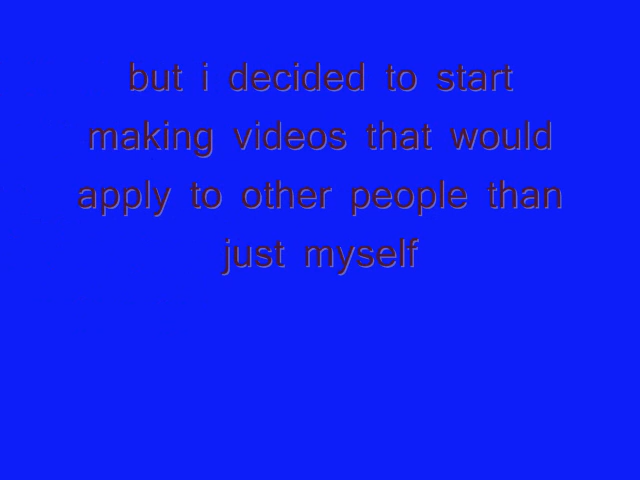 but i decided to start
making videos that would
apply to other people than
just myself